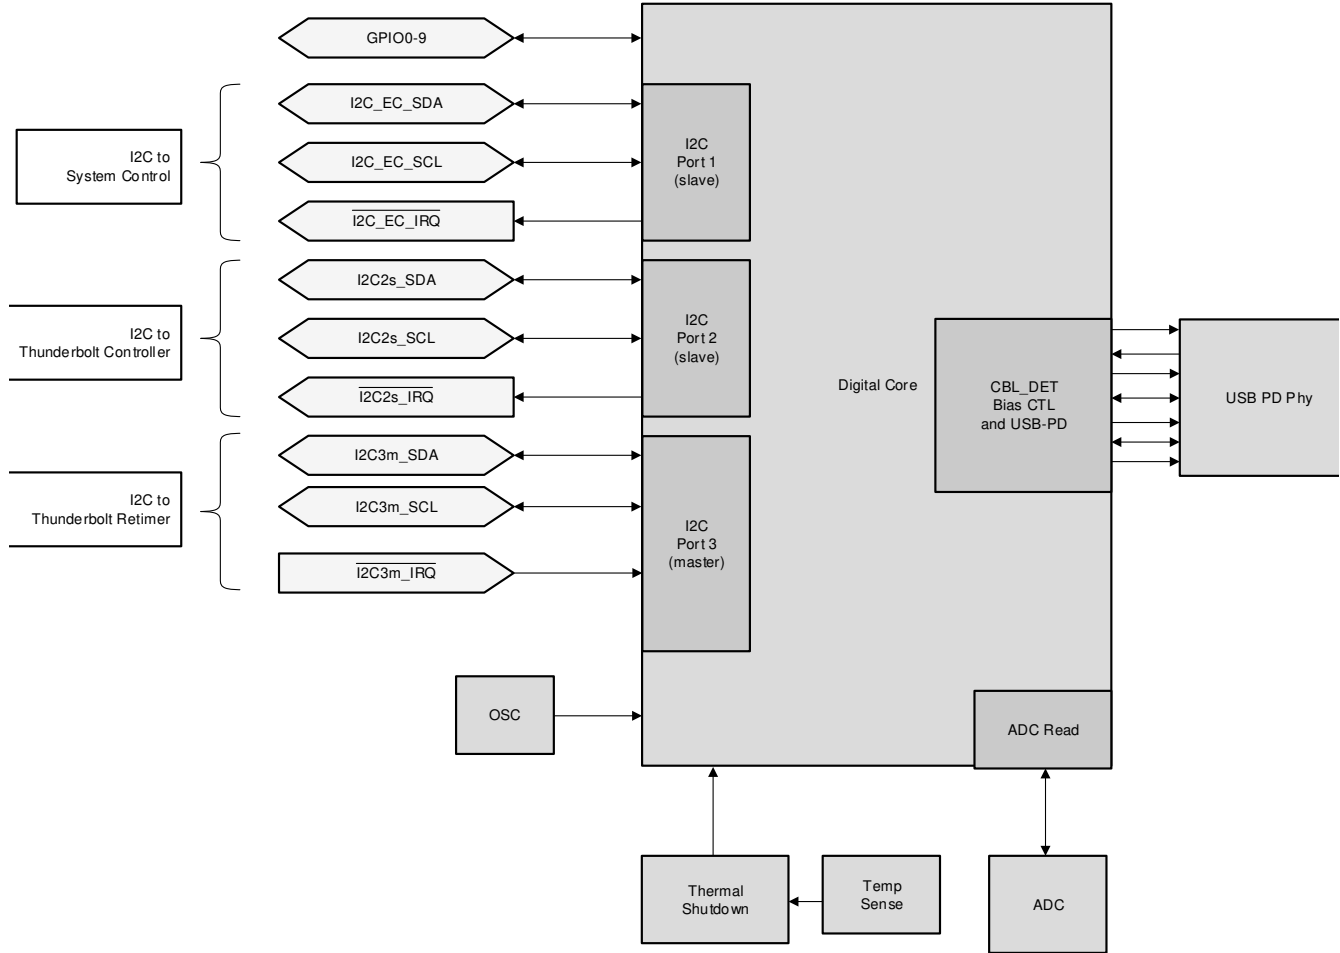 GPIO0-9
I2C_EC_SDA
I2C_EC_SCL
I2C_EC_IRQ
I2C to
System Control
I2C
Port 1
(slave)
I2C2s_SDA
I2C2s_SCL
I2C2s_IRQ
I2C to
Thunderbolt Controller
I2C
Port 2
(slave)
I2C3m_SDA
I2C3m_SCL
I2C3m_IRQ
I2C to
Thunderbolt Retimer
I2C
Port 3
(master)
Digital Core
CBL_DET
Bias CTL
and USB-PD
USB PD Phy
OSC
ADC Read
Thermal
Shutdown
Temp
Sense
ADC